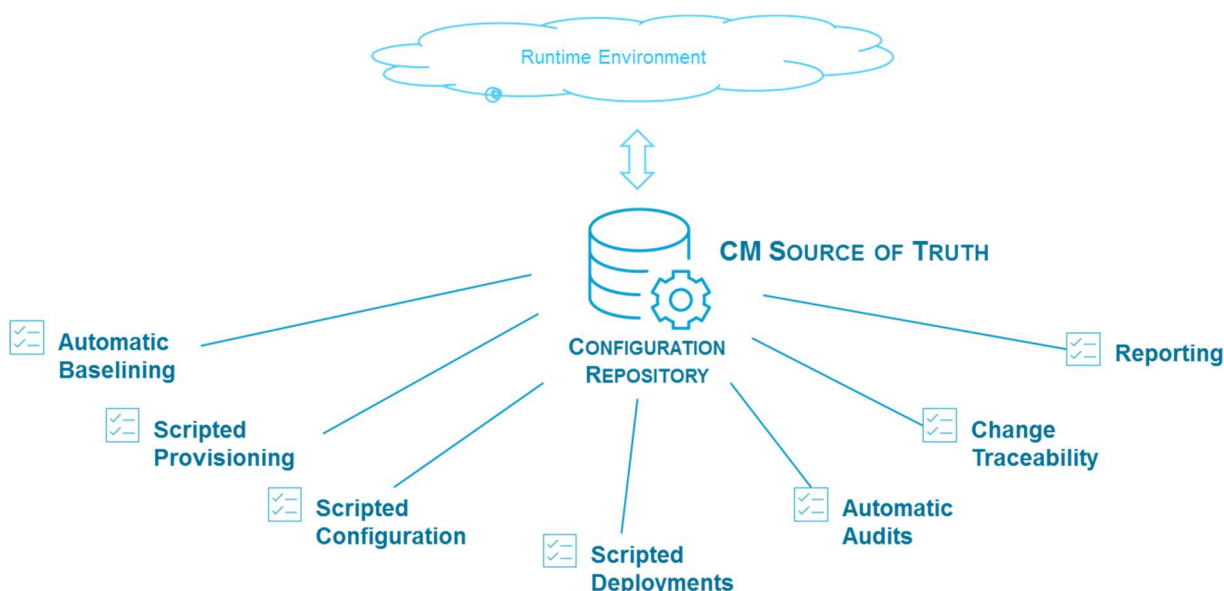 Runtime Environment
CM SOURCE OF TRUTH
CONFIGURATION
REPOSITORY
Automatic
Baselining
Scripted
Provisioning
Scripted
Configuration
Scripted
Deployments
Automatic
Audits
Change
Traceability
Reporting